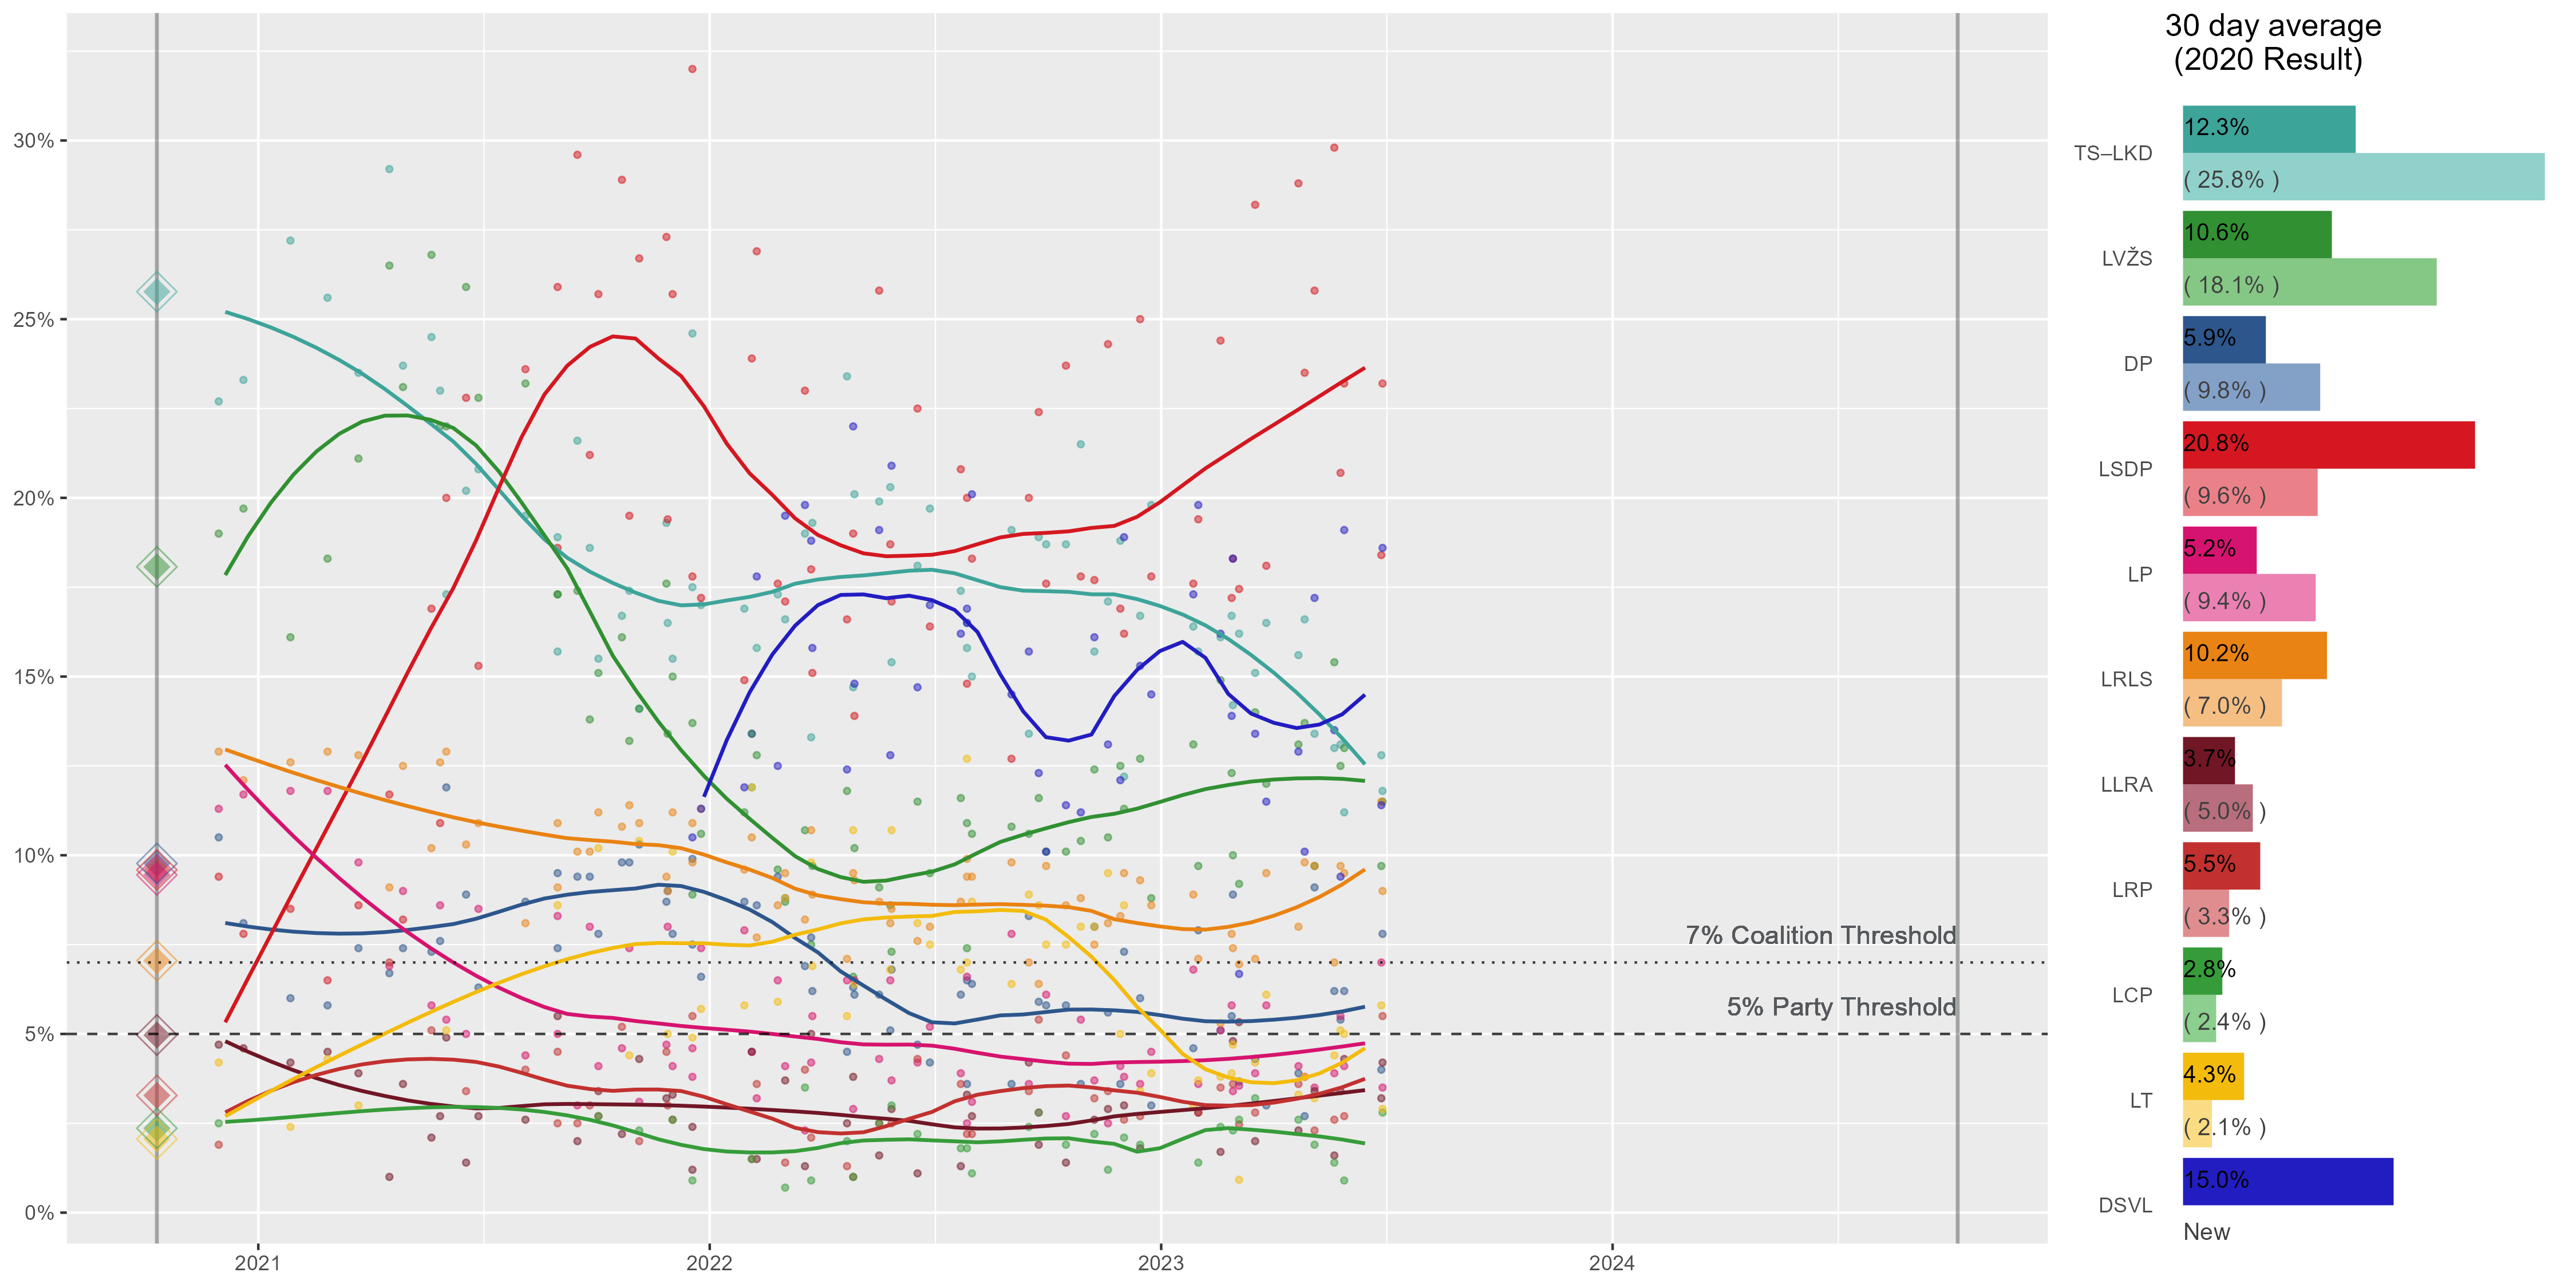 30%
25%
20%
15%
10%
5%
0%
2021
2022
2023
2024
7% Coalition Threshold
5% Party Threshold
30 day average
(2020 Result)
TS–LKD
12.3%
( 25.8% )
LVŽS
10.6%
( 18.1% )
DP
5.9%
( 9.8% )
LSDP
20.8%
( 9.6% )
LP
5.2%
( 9.4% )
LRLS
10.2%
( 7.0% )
LLRA
3.7%
( 5.0% )
LRP
5.5%
( 3.3% )
LCP
2.8%
( 2.4% )
LT
4.3%
( 2.1% )
DSVL
15.0%
New